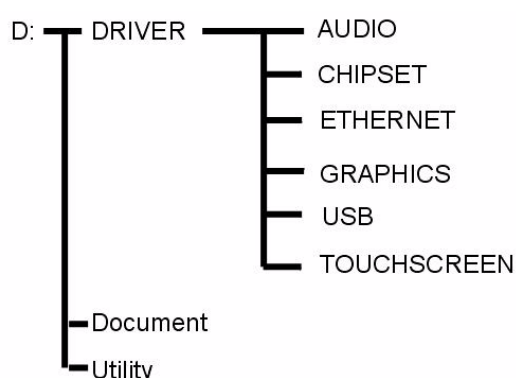 D: DRIVER AUDIO
CHIPSET
ETHERNET
GRAPHICS
USB
TOUCHSCREEN
Document
Utility